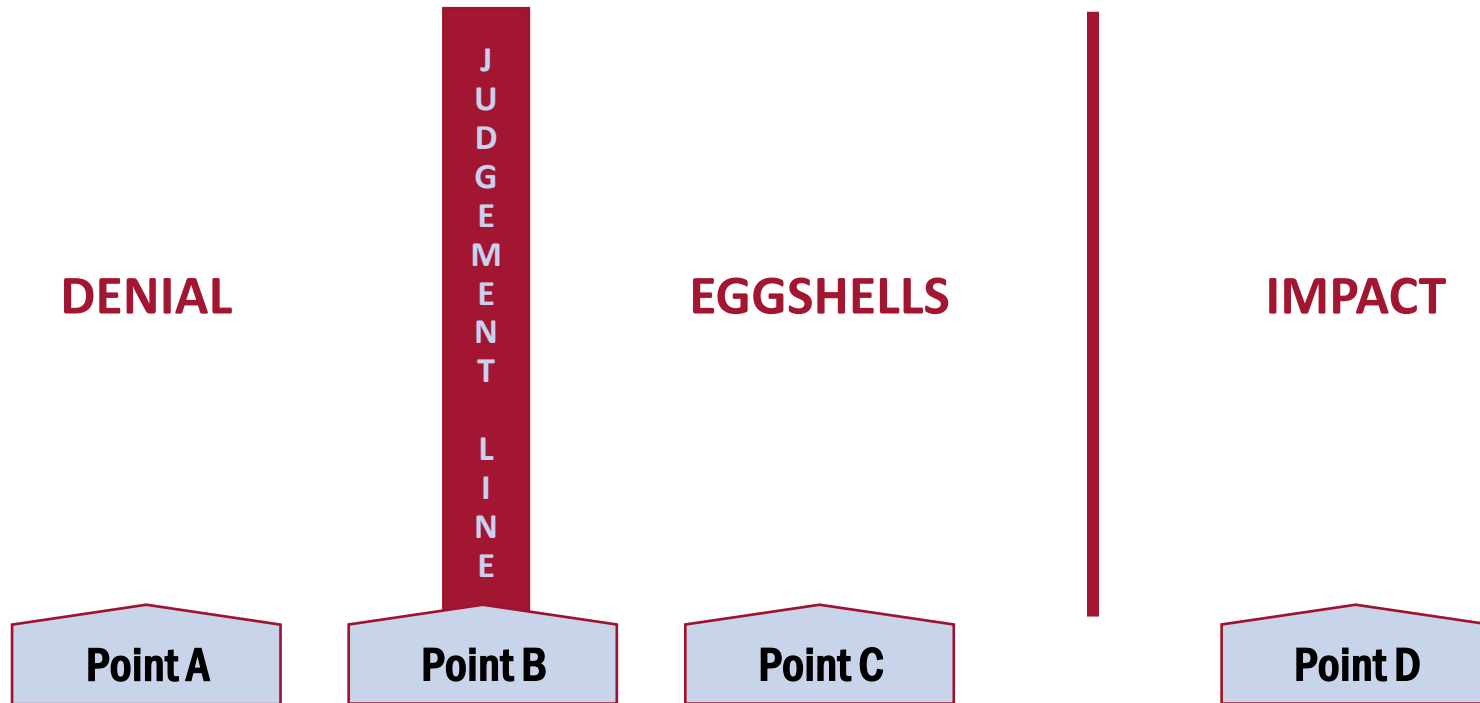 JUDGEMENT LINE
DENIAL
EGGSHELLS
IMPACT
Point A
Point B
Point C
Point D